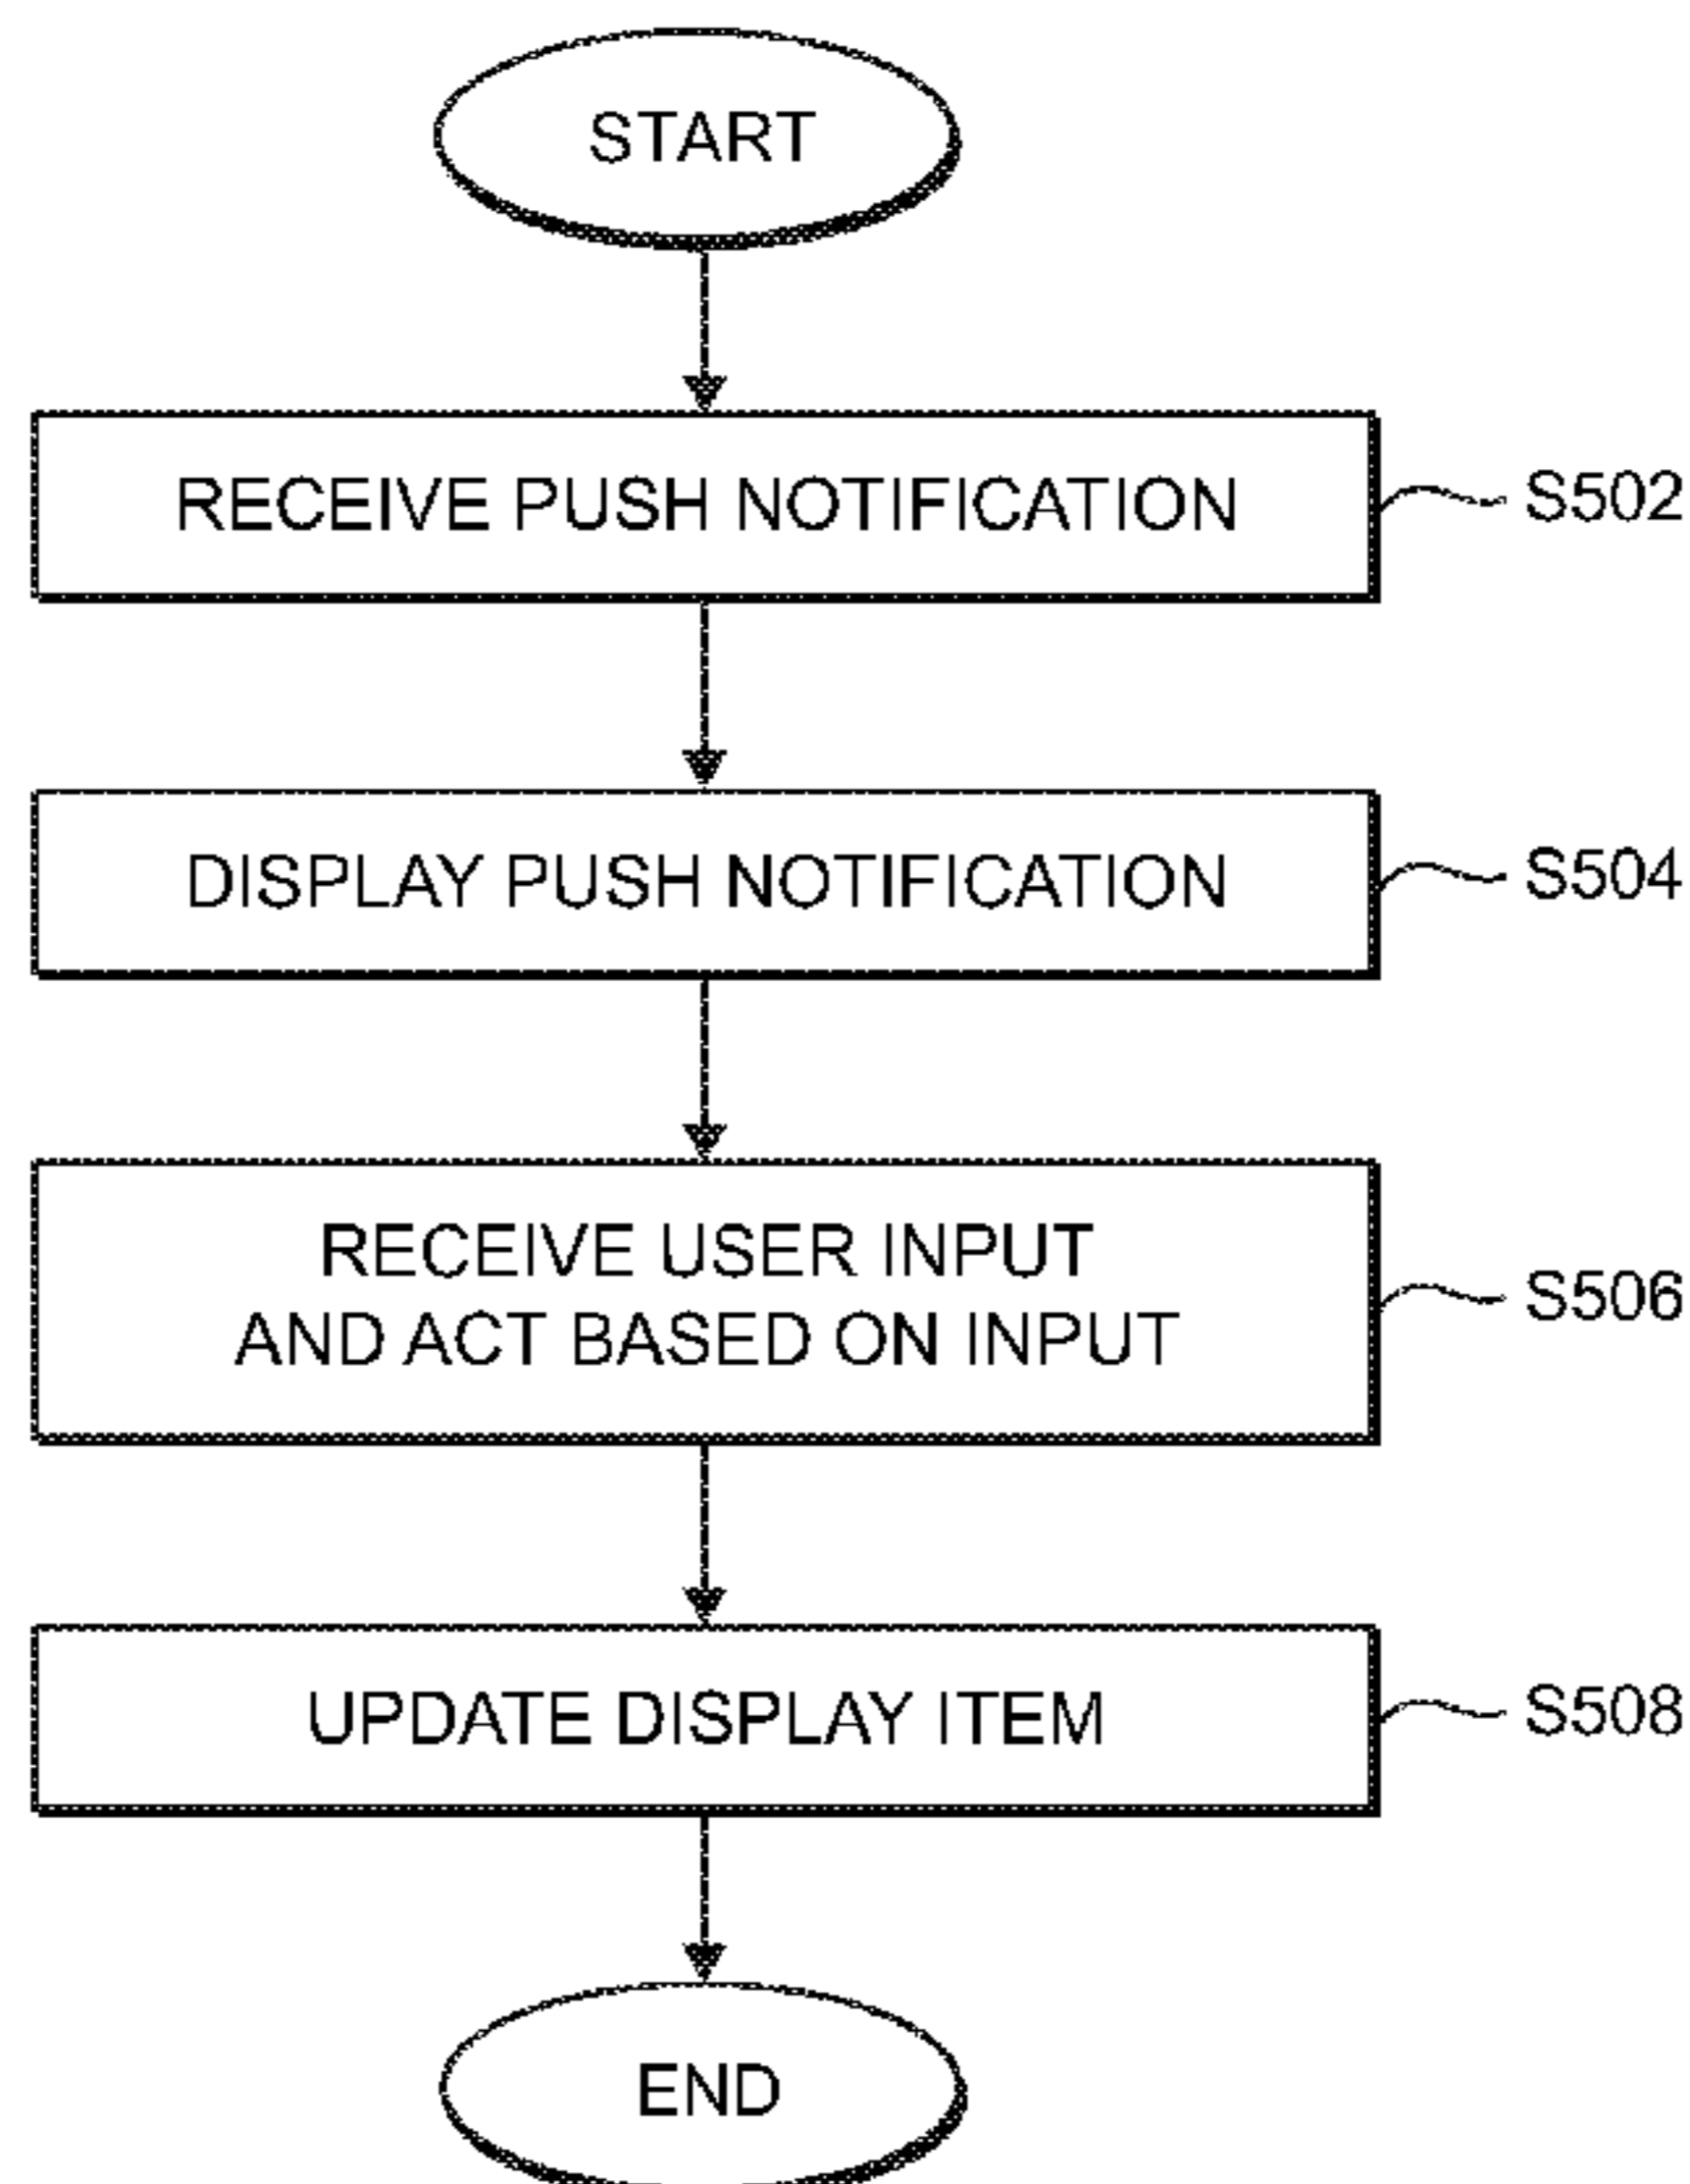 START
RECEIVE PUSH NOTIFICATION
S502
DISPLAY PUSH NOTIFICATION
S504
RECEIVE USER INPUT
AND ACT BASED ON INPUT
S506
UPDATE DISPLAY ITEM
S508
END